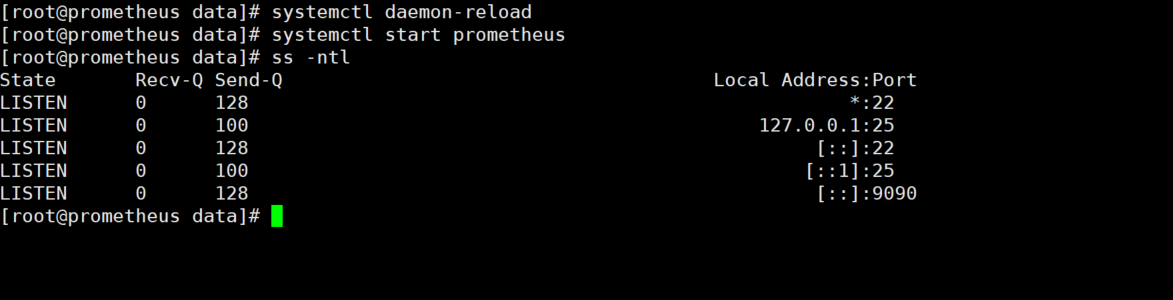 [root@prometheus data]# systemctl daemon-reload
[root@prometheus data]# systemctl start prometheus
[root@prometheus data]# ss -ntl
State       Recv-Q Send-Q                                      Local Address:Port
LISTEN      0      128                                                     *:22
LISTEN      0      100                                             127.0.0.1:25
LISTEN      0      128                                                  [::]:22
LISTEN      0      100                                                 [::1]:25
LISTEN      0      128                                                  [::]:9090
[root@prometheus data]#